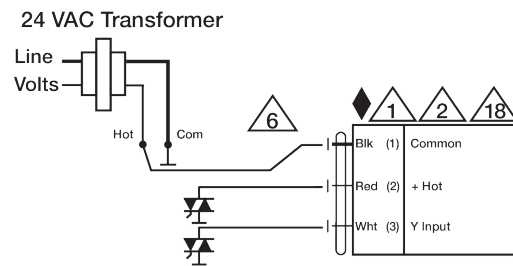 24 VAC Transformer
Line
Volts
Hot
Com
6
1
2
18
Blk (1) Common
Red (2) + Hot
Wht (3) Y Input